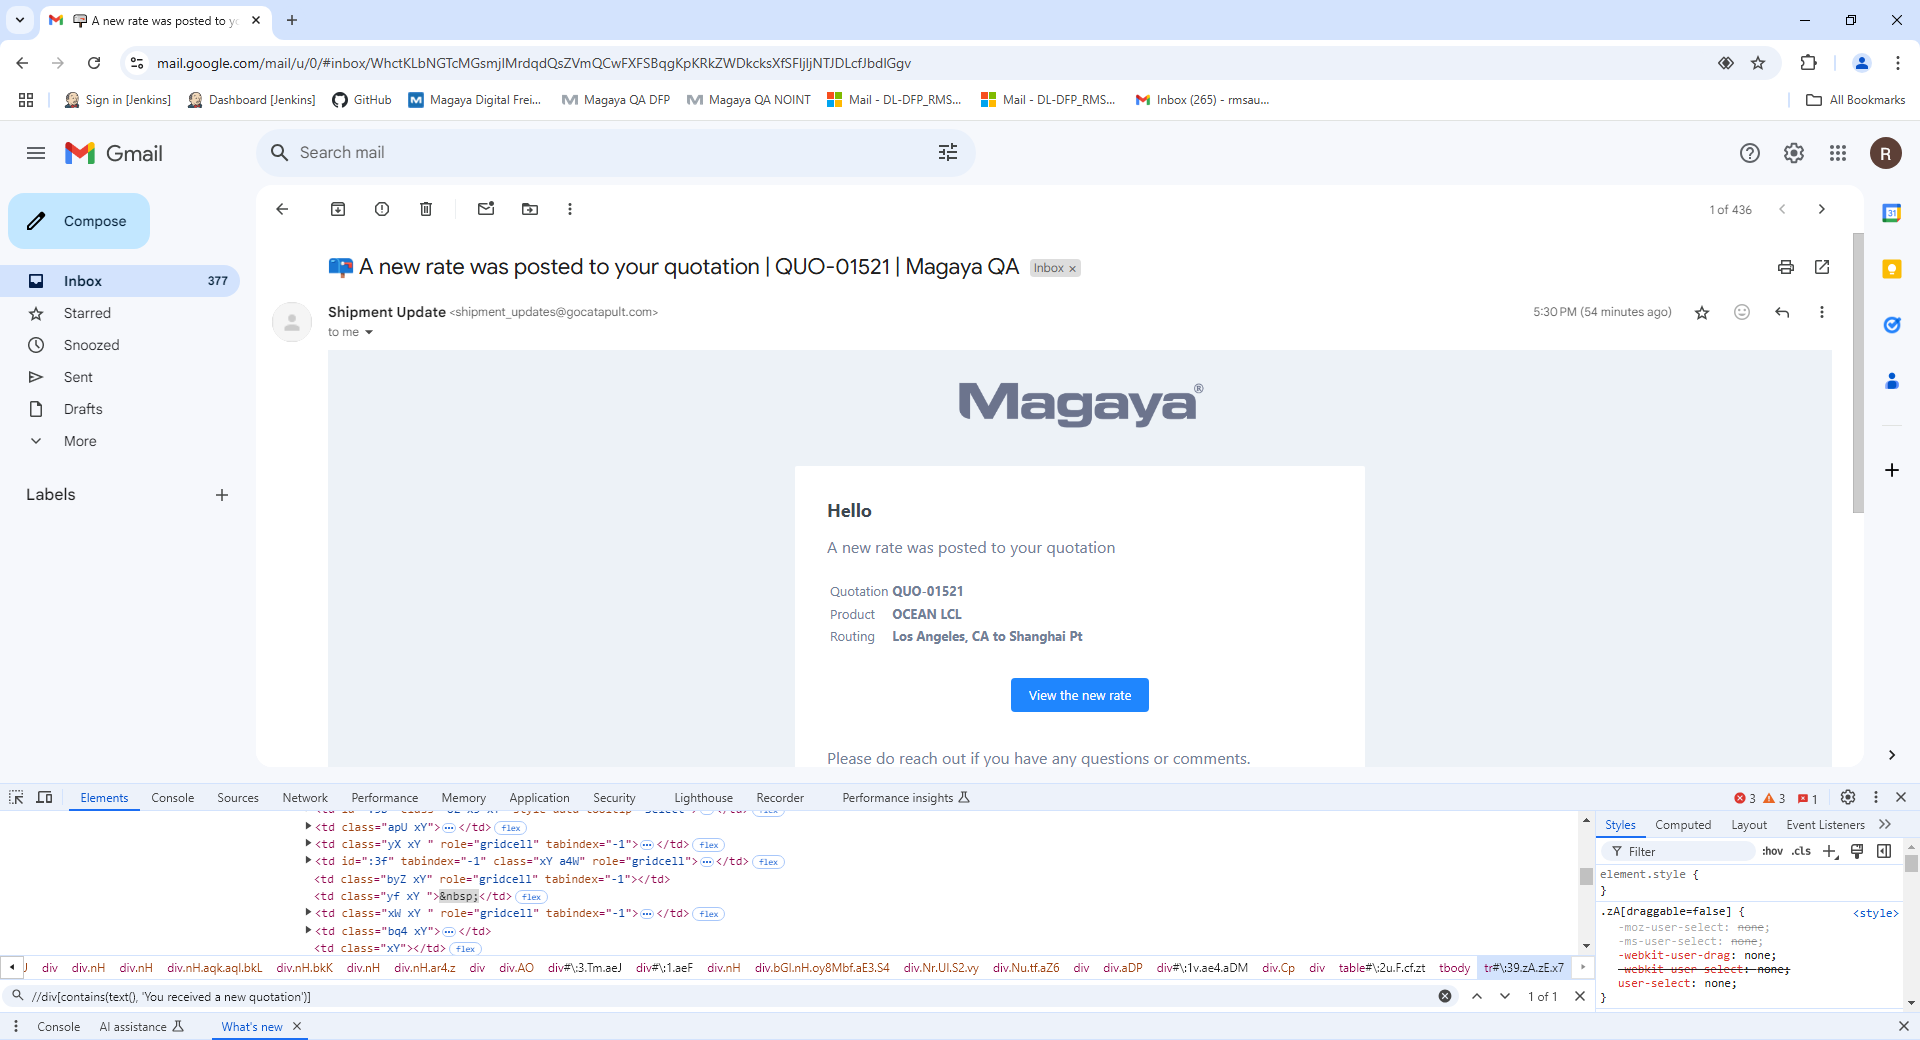 A new rate was posted to yo
mail.google.com/mail/u/0/#inbox/WhctKLbNGTcMGsmjlMrdqdQsZVmQCwFXFSBqgKpKRkZWDkcksXfSFljljNTJDLcfJbdlGgv
Sign in [Jenkins]
Dashboard [Jenkins]
GitHub
Magaya Digital Frei...
Magaya QA DFP
Magaya QA NOINT
Mail - DL-DFP_RMS...
Mail - DL-DFP_RMS...
Inbox (265) - rmsau...
All Bookmarks
Gmail
Search mail
R
Compose
1 of 436
A new rate was posted to your quotation | QUO-01521 | Magaya QA
Inbox ×
Inbox 377
Starred
Snoozed
Sent
Drafts
More
Labels
Shipment Update <shipment_updates@gocatapult.com>
5:30 PM (54 minutes ago)
to me
31
Magaya®
Hello
A new rate was posted to your quotation
Quotation QUO-01521
Product OCEAN LCL
Routing Los Angeles, CA to Shanghai Pt
View the new rate
Please do reach out if you have any questions or comments.
Elements Console Sources Network Performance Memory Application Security Lighthouse Recorder Performance insights
3 3 1
<td class="apU xY">…</td> flex
<td class="yX xY " role="gridcell" tabindex="-1">…</td> flex
<td id=":3f" tabindex="-1" class="xY a4W" role="gridcell">…</td> flex
<td class="byZ xY" role="gridcell" tabindex="-1"></td>
<td class="yf xY ">&nbsp;</td> flex
<td class="xW xY " role="gridcell" tabindex="-1">…</td> flex
<td class="bq4 xY">…</td>
<td class="xY"></td> flex
div div.nH div.nH div.nH.aqk.aql.bkL div.nH.bkK div.nH div.nH.ar4.z div div.AO div#\:3.Tm.aeJ div#\:1.aeF div.nH div.bGI.nH.oy8Mbf.aE3.S4 div.Nr.UI.S2.vy div.Nu.tf.aZ6 div div.aDP div#\:1v.ae4.aDM div.Cp div table#\:2u.F.cf.zt tbody tr#\:39.zA.zE.x7
//div[contains(text(), 'You received a new quotation')]
1 of 1
Styles Computed Layout Event Listeners
Filter
:hov .cls
element.style {
}
.zA[draggable=false] {
<style>
-moz-user-select: none;
-ms-user-select: none;
-webkit-user-drag: none;
-webkit-user-select: none;
user-select: none;
}
Console AI assistance What's new